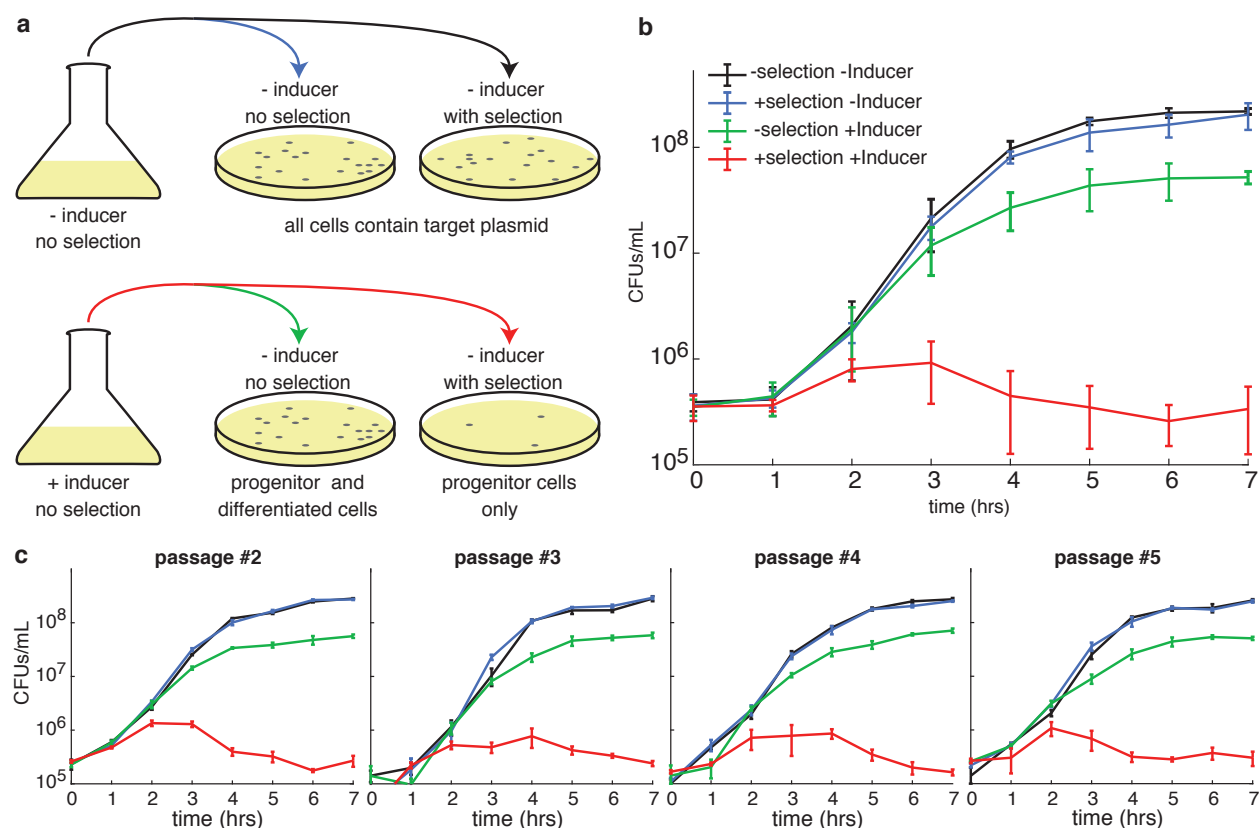 a
- inducer
no selection
- inducer
with selection
- inducer
no selection
all cells contain target plasmid
- inducer
no selection
- inducer
with selection
+ inducer
no selection
progenitor and
differentiated cells
progenitor cells
only
b
-selection -Inducer
+selection -Inducer
-selection +Inducer
+selection +Inducer
CFUs/mL
10⁸
10⁷
10⁶
10⁵
0 1 2 3 4 5 6 7
time (hrs)
c
passage #2 passage #3 passage #4 passage #5
CFUs/mL
10⁸
10⁷
10⁶
10⁵
0 1 2 3 4 5 6 7 0 1 2 3 4 5 6 7 0 1 2 3 4 5 6 7 0 1 2 3 4 5 6 7
time (hrs) time (hrs) time (hrs) time (hrs)